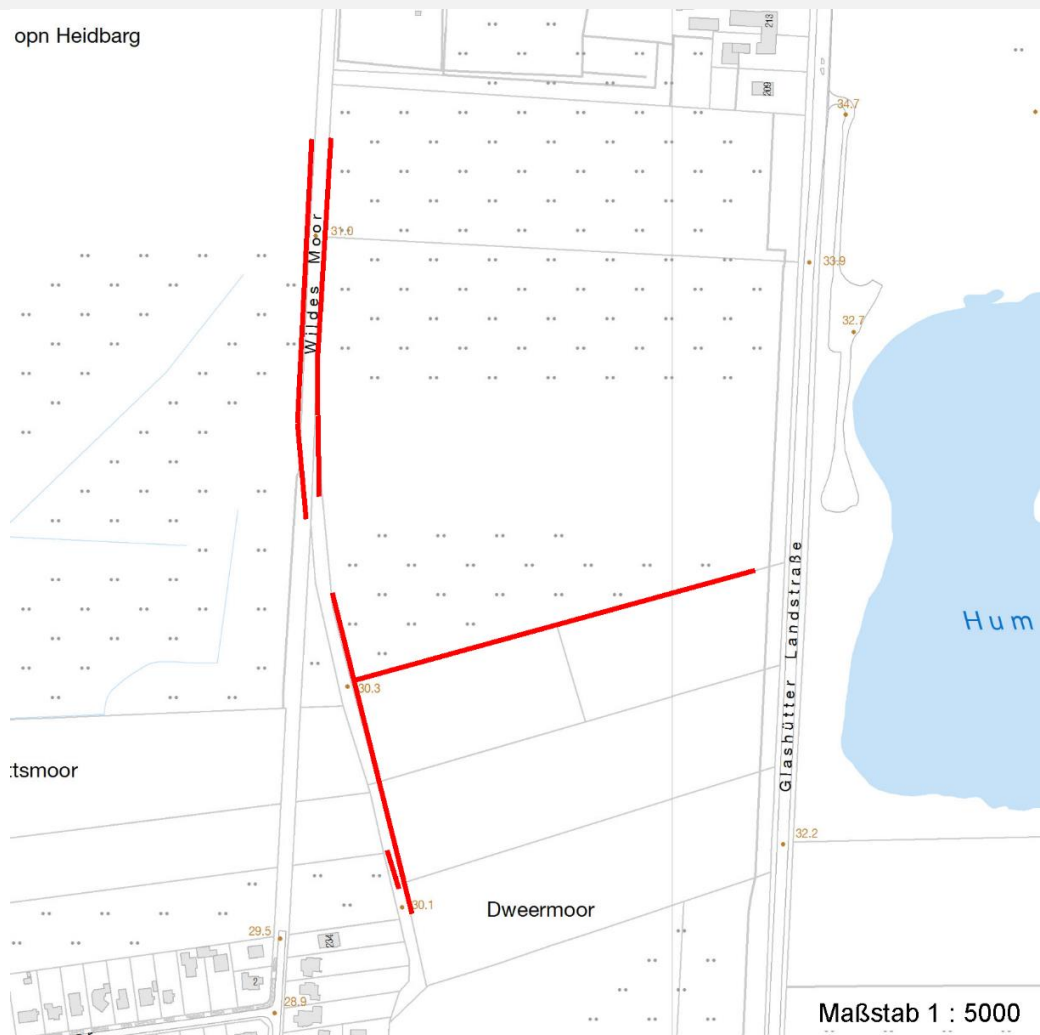 opn Heidbarg
213
209
34.7
31.0
Wildes Moor
33.9
32.7
Glashütter Landstraße
Hum
30.3
ttsmoor
32.2
30.1
Dweermoor
29.5
234
2
28.9
Maßstab 1 : 5000